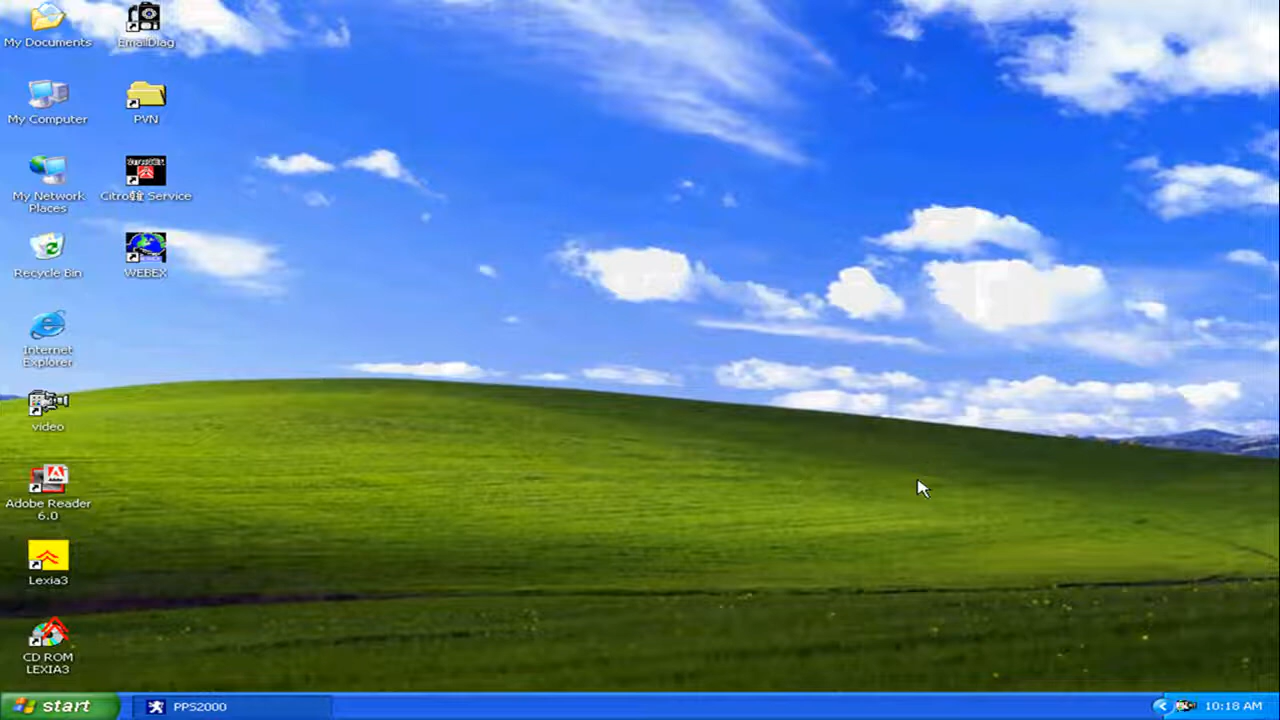 My Documents
EmailDiag
My Computer
PVN
My Network
Places
Service
Recycle Bin
WEBEX
Internet
Explorer
video
Adobe Reader
6.0
Lexia3
CD ROM
LEXIA3
start
PPS2000
10:18 AM